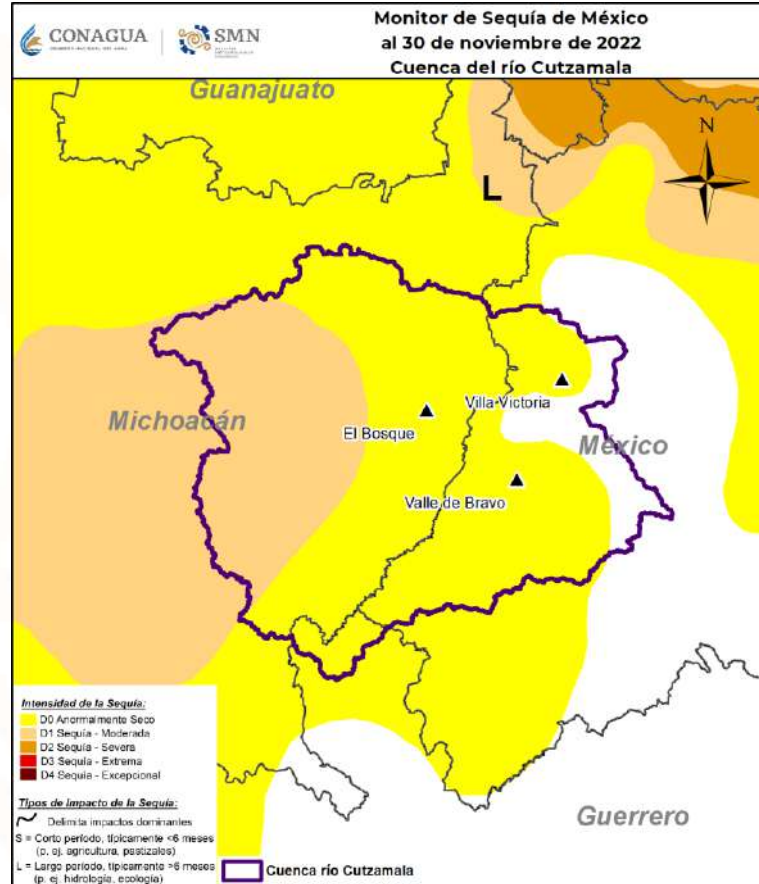 CONAGUA
SMN
Monitor de Sequía de México
al 30 de noviembre de 2022
Cuenca del río Cutzamala
Guanajuato
N
L
Villa Victoria
Michoacán
El Bosque
México
Valle de Bravo
Intensidad de la Sequía:
D0 Anormalmente Seco
D1 Sequía - Moderada
D2 Sequía - Severa
D3 Sequía - Extrema
D4 Sequía - Excepcional
Tipos de impacto de la Sequía:
Delimita impactos dominantes
S = Corto período, típicamente <6 meses
(p. ej. agricultura, pastizales)
L = Largo período, típicamente >6 meses
(p. ej. hidrología, ecología)
Guerrero
Cuenca río Cutzamala